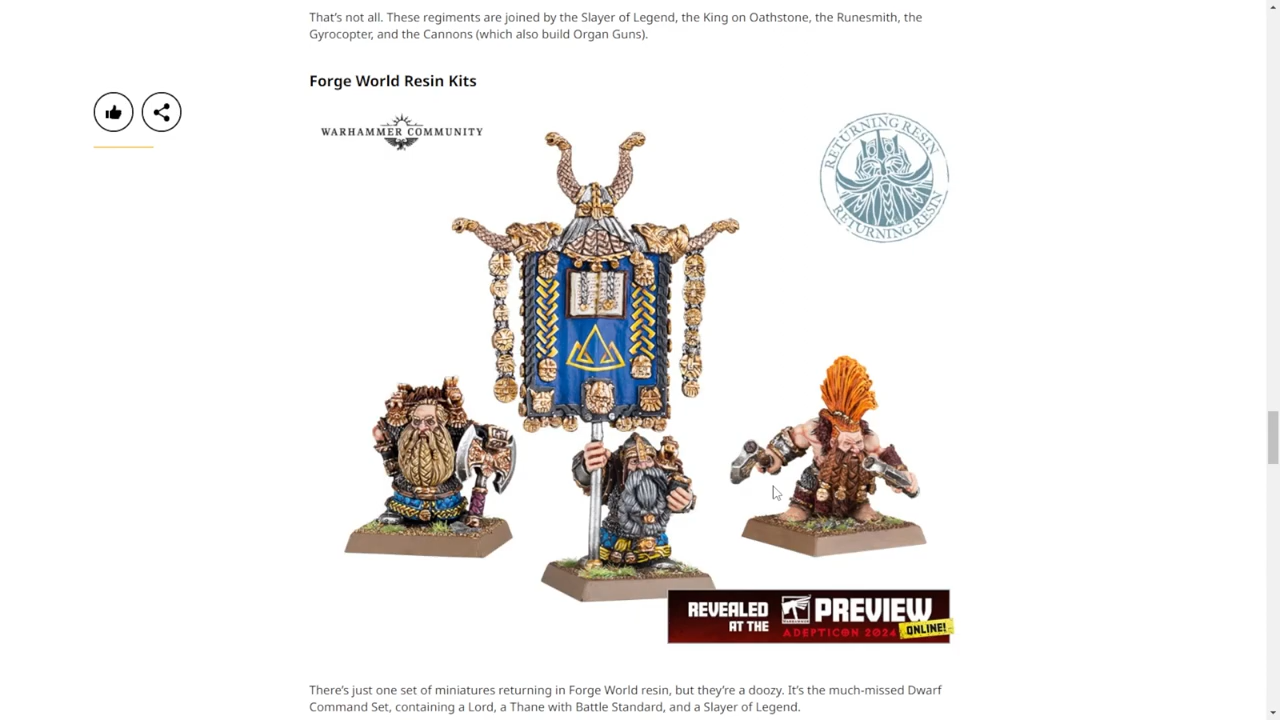 That's not all. These regiments are joined by the Slayer of Legend, the King on Oathstone, the Runesmith, the
Gyrocopter, and the Cannons (which also build Organ Guns).
Forge World Resin Kits
WARHAMMER COMMUNITY
RETURNING RESIN
RETURNING RESIN
REVEALED
AT THE
PREVIEW
ADEPTICON 2024
ONLINE!
There's just one set of miniatures returning in Forge World resin, but they're a doozy. It's the much-missed Dwarf
Command Set, containing a Lord, a Thane with Battle Standard, and a Slayer of Legend.